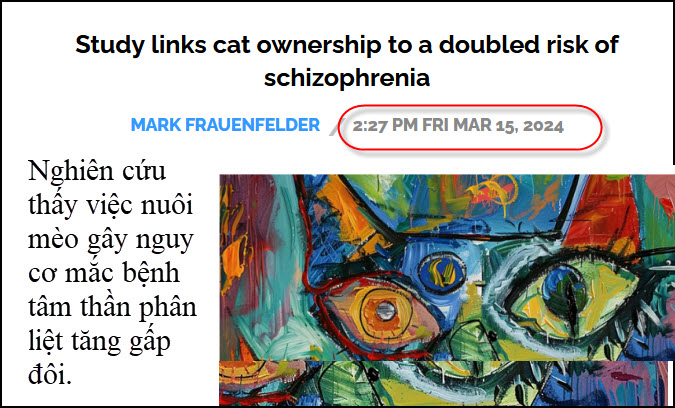 Study links cat ownership to a doubled risk of
schizophrenia
MARK FRAUENFELDER / 2:27 PM FRI MAR 15, 2024
Nghiên cứu
thấy việc nuôi
mèo gây nguy
cơ mắc bệnh
tâm thần phân
liệt tăng gấp
đôi.